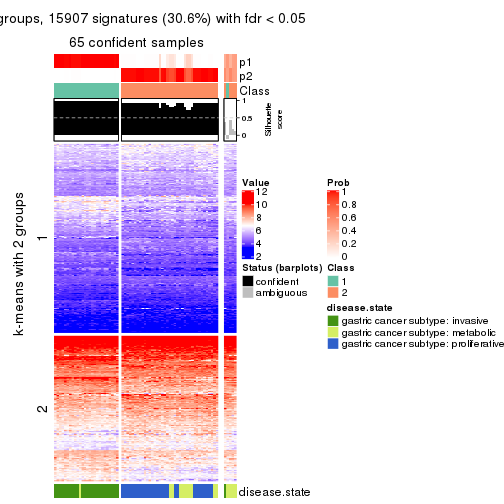 groups, 15907 signatures (30.6%) with fdr < 0.05
65 confident samples
p1
p2
Class
1
0.5
0
Silhouette
score
k-means with 2 groups
1
2
Value
12
10
8
6
4
2
Prob
1
0.8
0.6
0.4
0.2
0
Status (barplots)
confident
ambiguous
Class
1
2
disease.state
gastric cancer subtype: invasive
gastric cancer subtype: metabolic
gastric cancer subtype: proliferative
disease.state